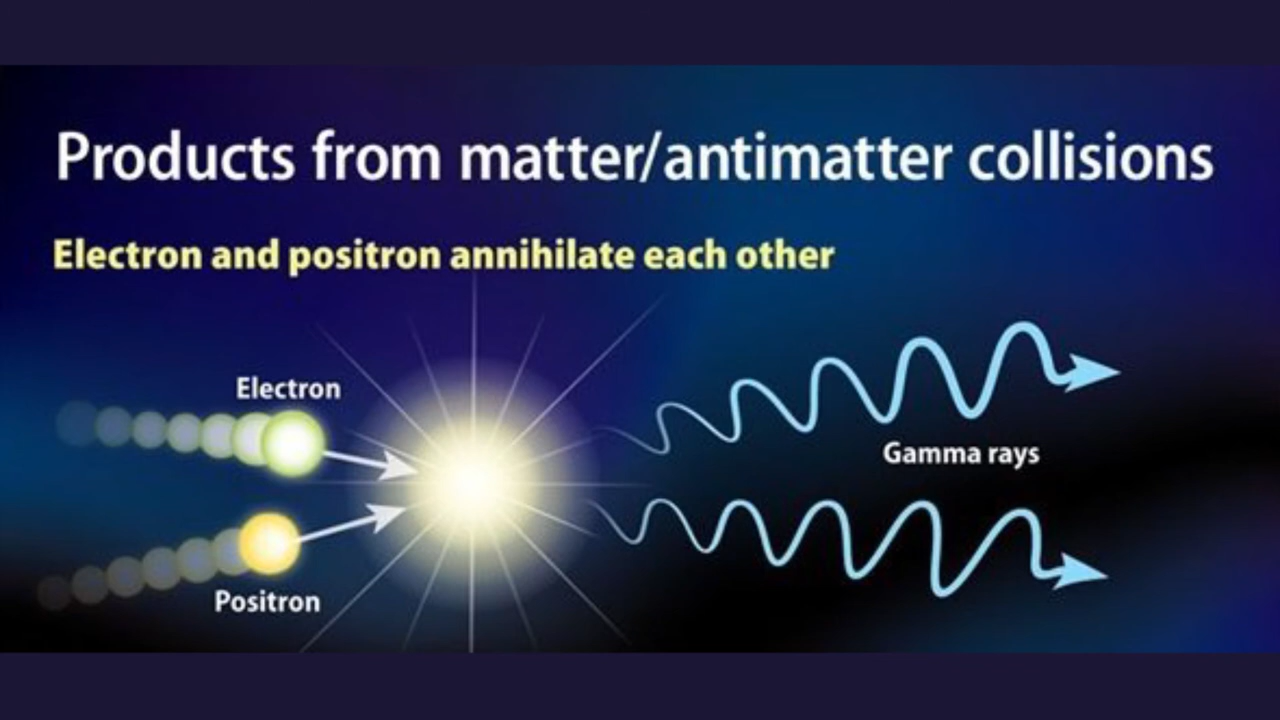 Products from matter/antimatter collisions
Electron and positron annihilate each other
Electron
Gamma rays
Positron